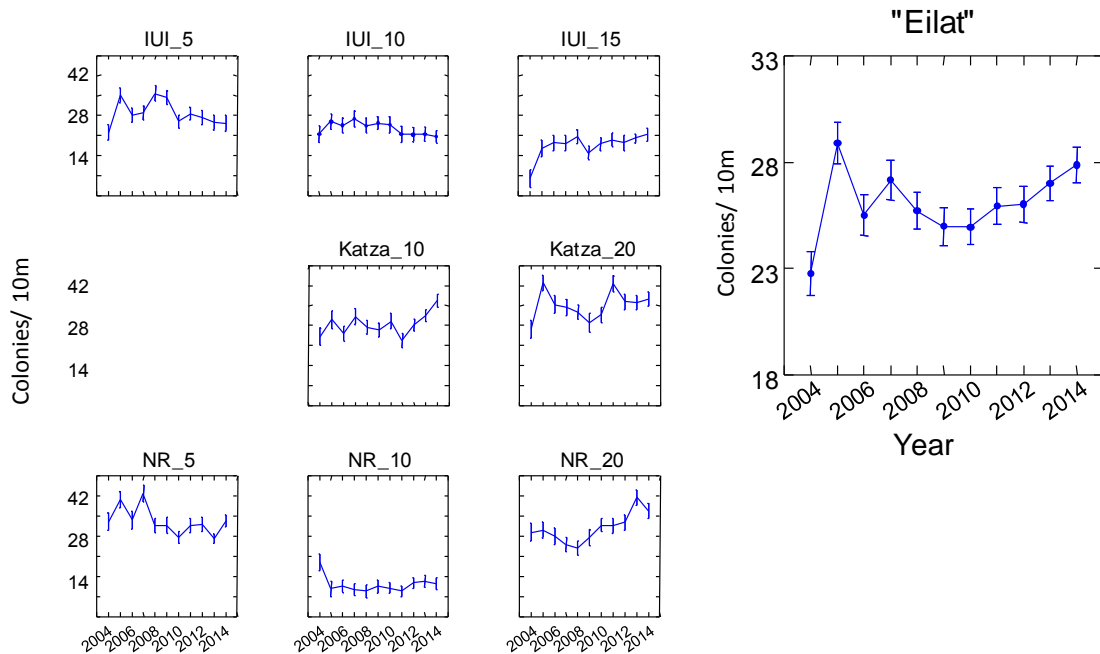 IUI_5
IUI_10
IUI_15
42
28
14
Katza_10
Katza_20
42
28
14
Colonies/ 10m
NR_5
NR_10
NR_20
42
28
14
2004 2006 2008 2010 2012 2014
2004 2006 2008 2010 2012 2014
2004 2006 2008 2010 2012 2014
"Eilat"
33
28
23
18
Colonies/ 10m
2004 2006 2008 2010 2012 2014
Year